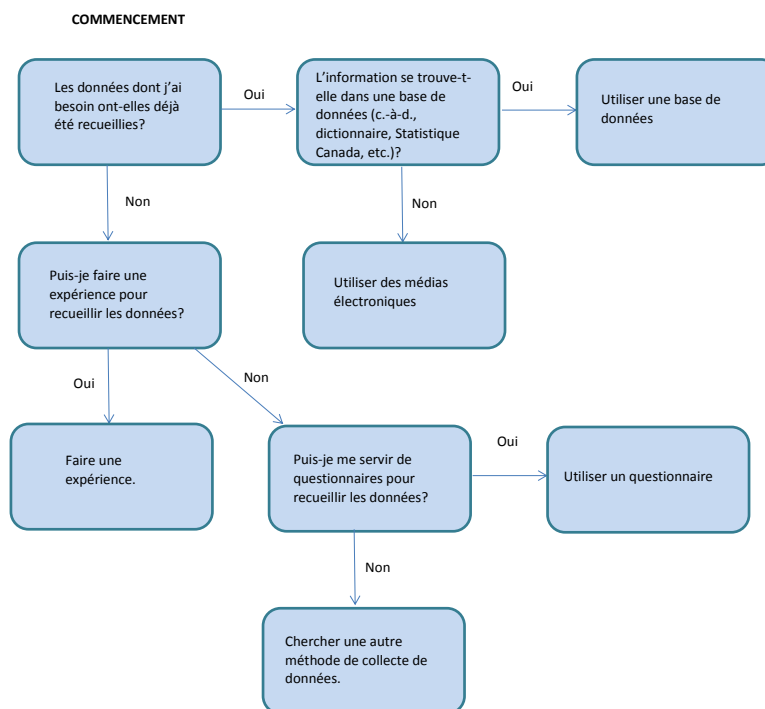 COMMENCEMENT
Les données dont j'ai
besoin ont-elles déjà
été recueillies?
Oui
L'information se trouve-t-
elle dans une base de
données (c.-à-d.,
dictionnaire, Statistique
Canada, etc.)?
Oui
Utiliser une base de
données
Non
Non
Puis-je faire une
expérience pour
recueillir les données?
Utiliser des médias
électroniques
Oui
Non
Faire une
expérience.
Puis-je me servir de
questionnaires pour
recueillir les données?
Oui
Utiliser un questionnaire
Non
Chercher une autre
méthode de collecte de
données.